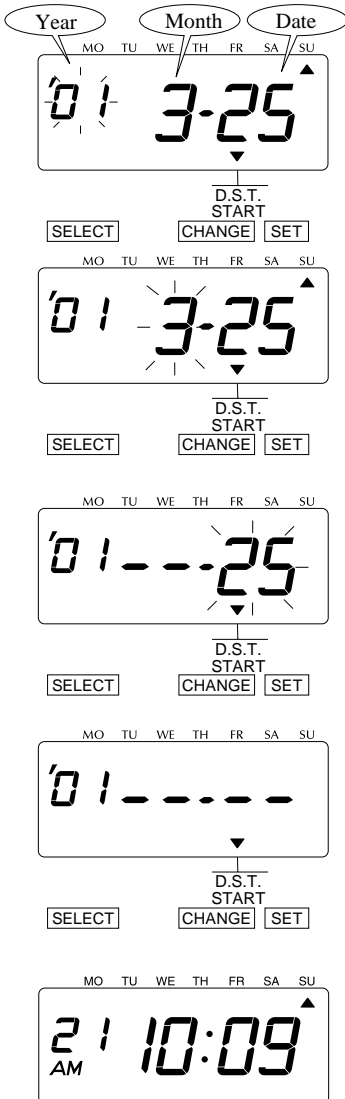 Year Month Date
MO TU WE TH FR SA SU
'01 3-25
D.S.T.
START
SELECT CHANGE SET
MO TU WE TH FR SA SU
'01 3-25
D.S.T.
START
SELECT CHANGE SET
MO TU WE TH FR SA SU
'01 - - -25
D.S.T.
START
SELECT CHANGE SET
MO TU WE TH FR SA SU
'01 - - - - -
D.S.T.
START
SELECT CHANGE SET
MO TU WE TH FR SA SU
21 10:09
AM